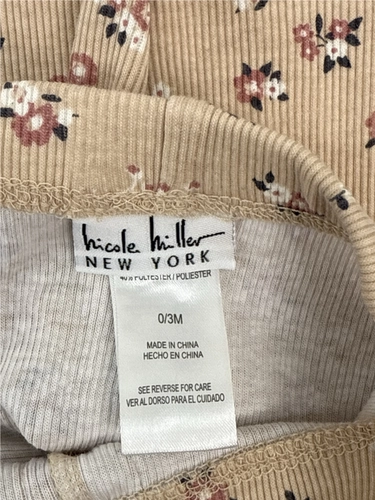 nicole miller
NEW YORK
40% POLYESTER / POLIESTER
0/3M
MADE IN CHINA
HECHO EN CHINA
SEE REVERSE FOR CARE
VER AL DORSO PARA EL CUIDADO